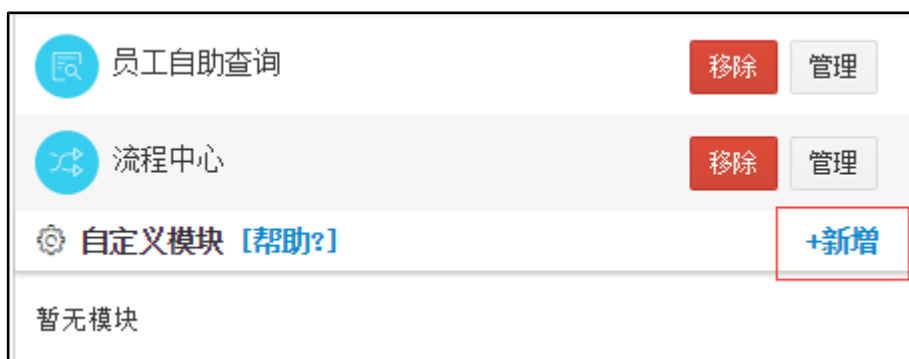 员工自助查询 移除 管理
流程中心 移除 管理
自定义模块 [帮助?] +新增
暂无模块